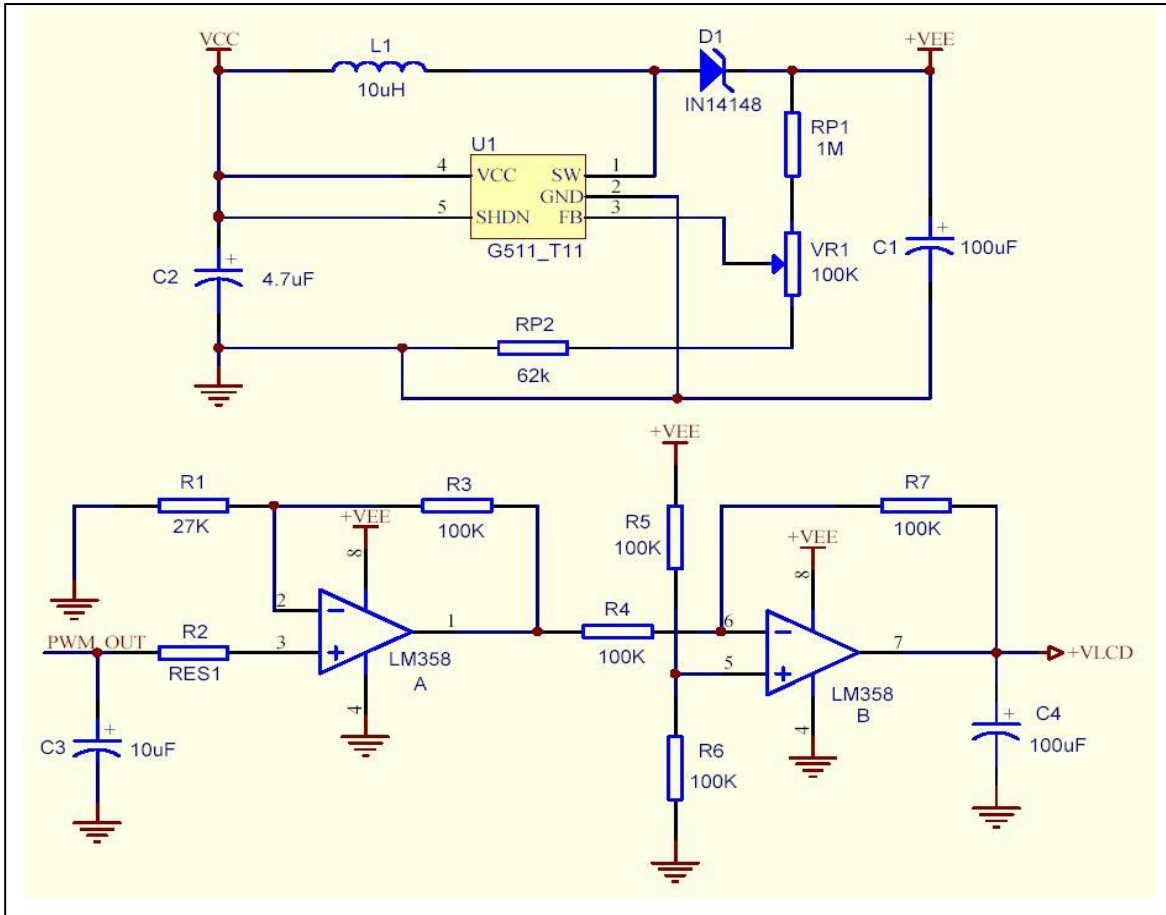 VCC
L1
10uH
D1
IN14148
+VEE
RP1
1M
U1
4
VCC
SW
1
GND
2
5
SHDN
FB
3
G511_T11
VR1
100K
C1
+
100uF
C2
+
4.7uF
RP2
62k
+VEE
R1
27K
R3
100K
+VEE
8
R5
100K
R7
100K
+VEE
8
2
PWM_OUT
R2
RES1
3
1
LM358
A
4
R4
100K
6
5
7
+VLCD
LM358
B
4
C3
+
10uF
R6
100K
C4
+
100uF